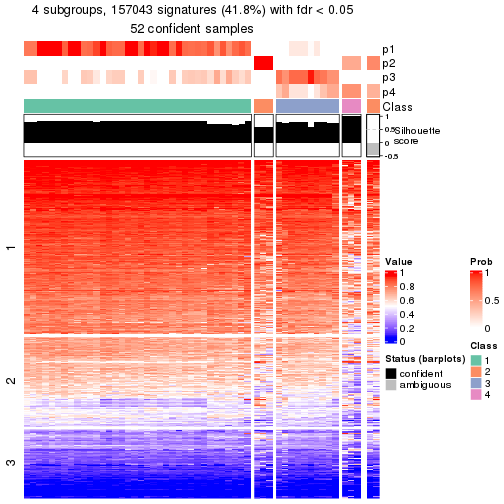 4 subgroups, 157043 signatures (41.8%) with fdr < 0.05
52 confident samples
p1
p2
p3
p4
Class
1
0.5
0
-0.5
Silhouette
score
1
2
3
Value
1
0.8
0.6
0.4
0.2
0
Prob
1
0.5
0
Status (barplots)
confident
ambiguous
Class
1
2
3
4